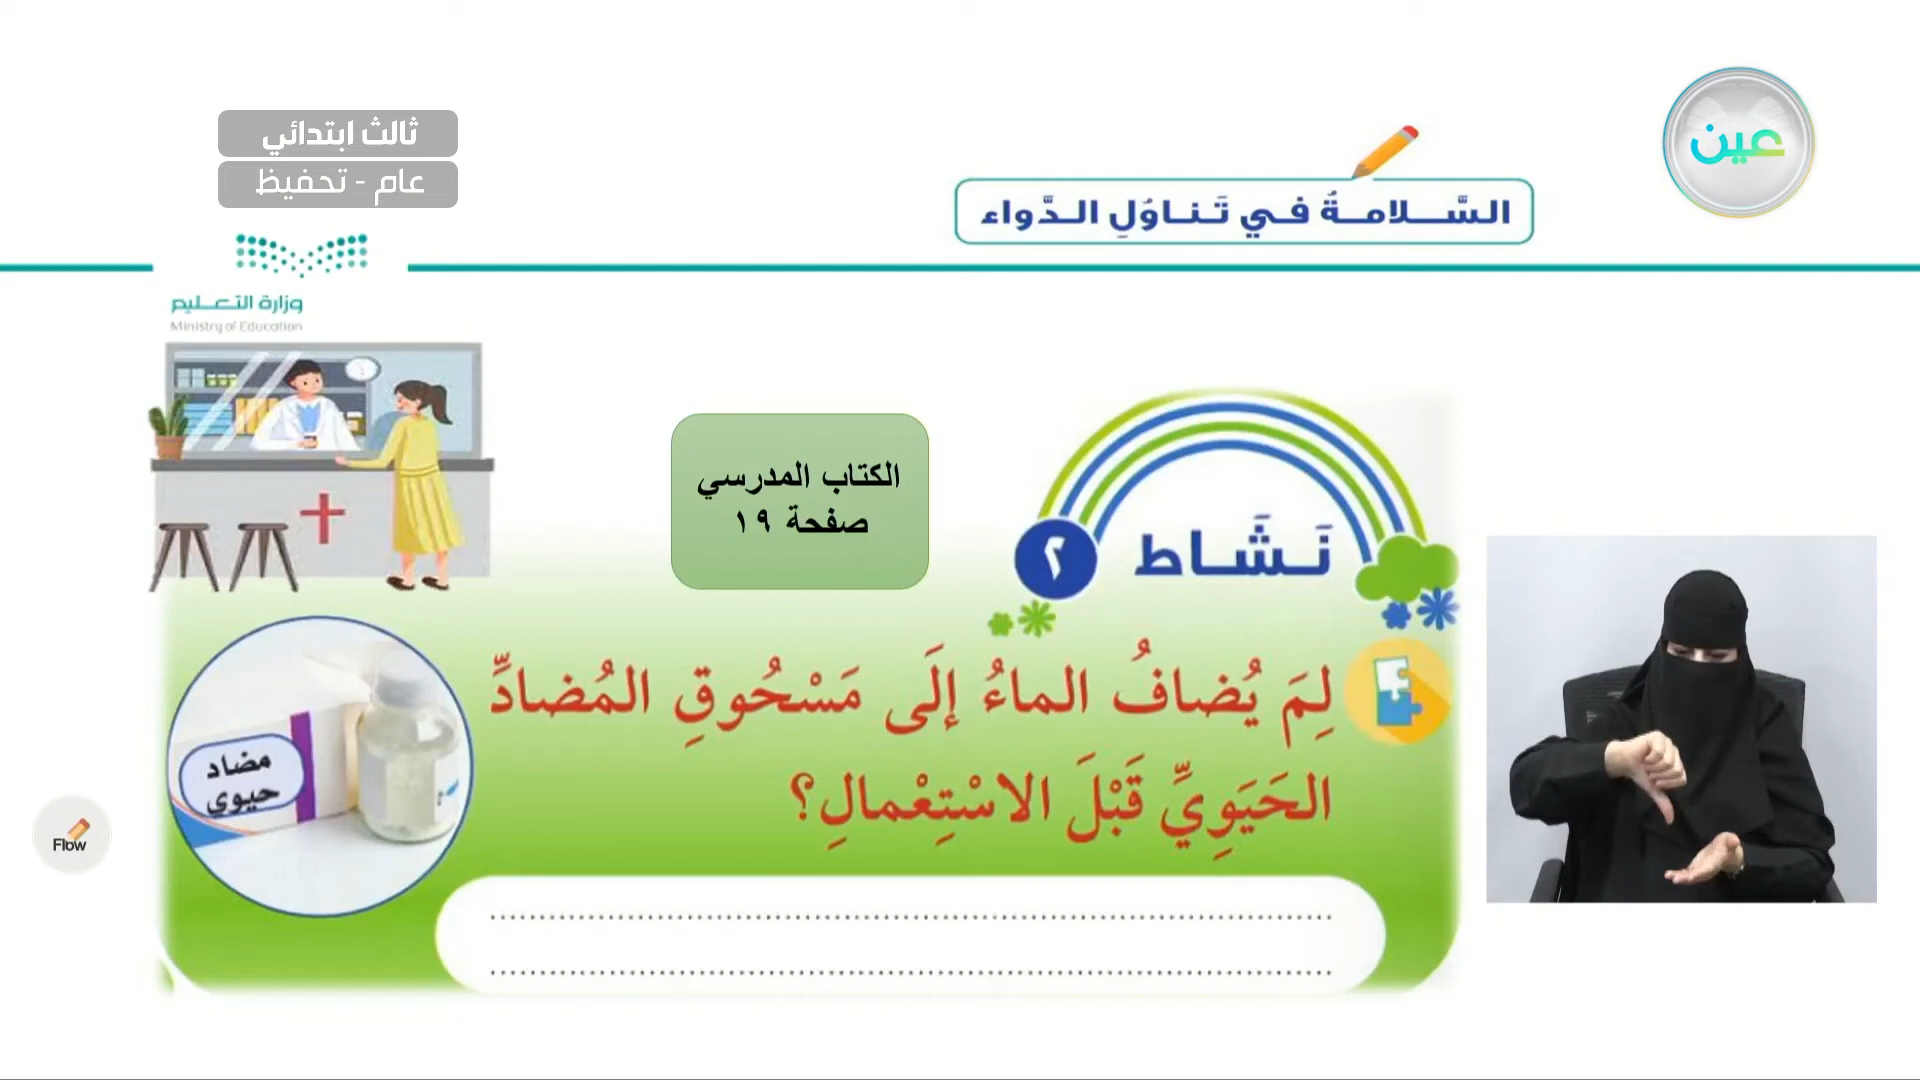 عين
ثالث ابتدائي
عام - تحفيظ
السَّلامةُ في تَناوُلِ الدَّواء
وزارة التعليم
Ministry of Education
الكتاب المدرسي
صفحة ١٩
نَشَاط ٢
لِمَ يُضافُ الماءُ إلَى مَسْحُوقِ المُضادِّ
الحَيَوِيِّ قَبْلَ الاسْتِعْمالِ؟
مضاد
حيوي
Flow